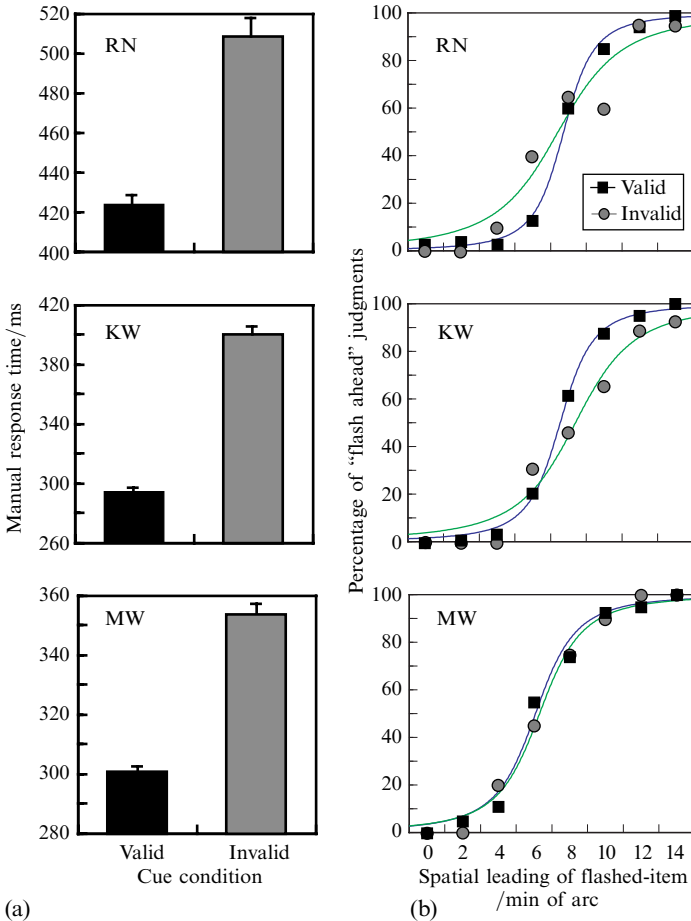 520
500
480
460
440
420
400
RN
420
380
340
290
260
KW
360
340
320
300
280
MW
Manual response time/ms
Valid Invalid
Cue condition
(a)
100
80
60
40
20
0
RN
Valid
Invalid
100
80
60
40
20
0
KW
100
80
60
40
20
0
MW
Percentage of “flash ahead” judgments
0 2 4 6 8 10 12 14
Spatial leading of flashed-item
/min of arc
(b)